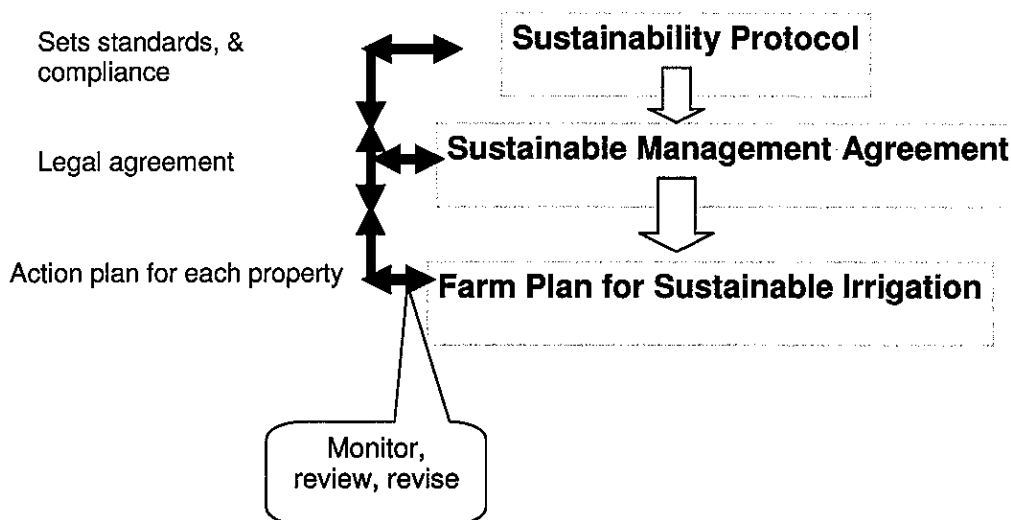 Sets standards, &
compliance
Sustainability Protocol
Legal agreement
Sustainable Management Agreement
Action plan for each property
Farm Plan for Sustainable Irrigation
Monitor,
review, revise